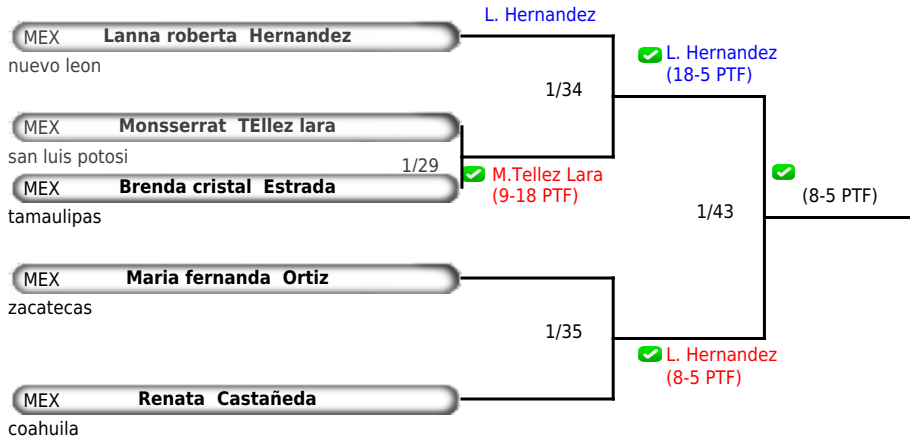 L. Hernandez
MEX Lanna roberta Hernandez
nuevo leon
L. Hernandez
(18-5 PTF)
1/34
MEX Monsserrat TEllez lara
san luis potosi
1/29
M.Tellez Lara
(9-18 PTF)
MEX Brenda cristal Estrada
tamaulipas
(8-5 PTF)
1/43
MEX Maria fernanda Ortiz
zacatecas
1/35
L. Hernandez
(8-5 PTF)
MEX Renata Castañeda
coahuila